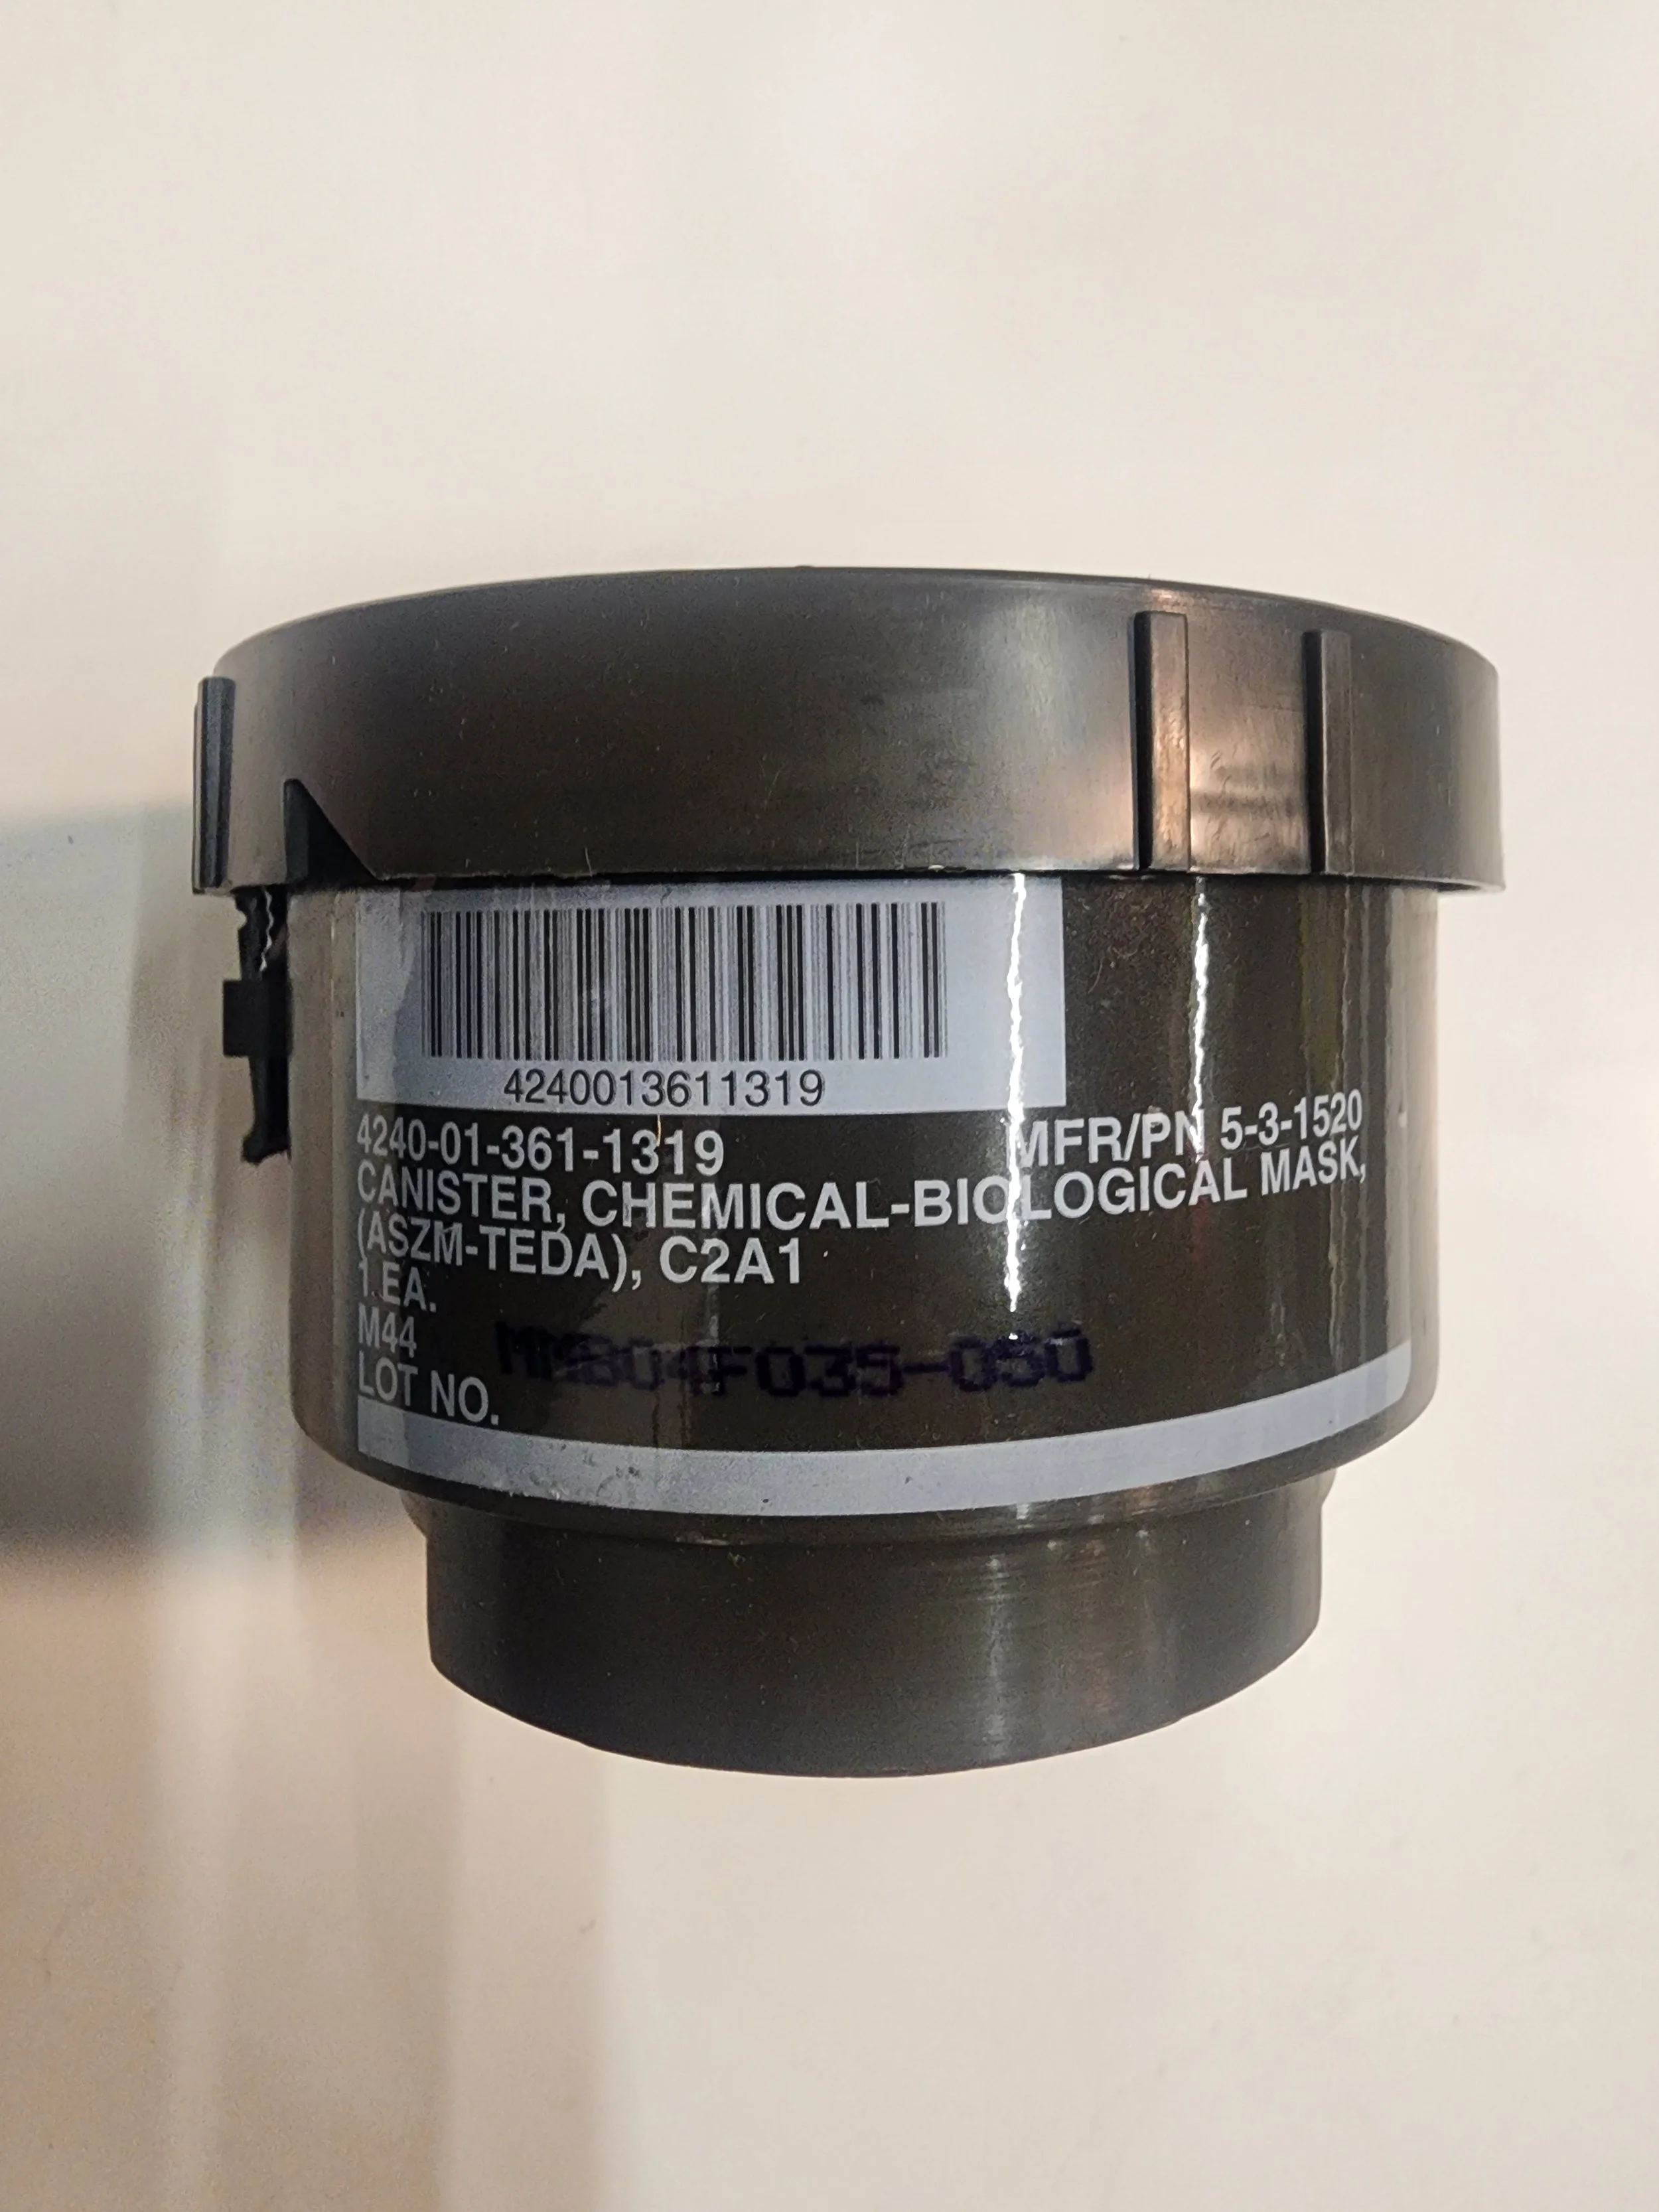 4240013611319
4240-01-361-1319 MFR/PN 5-3-1520
CANISTER, CHEMICAL-BIOLOGICAL MASK,
(ASZM-TEDA), C2A1
1 EA.
M44
LOT NO.